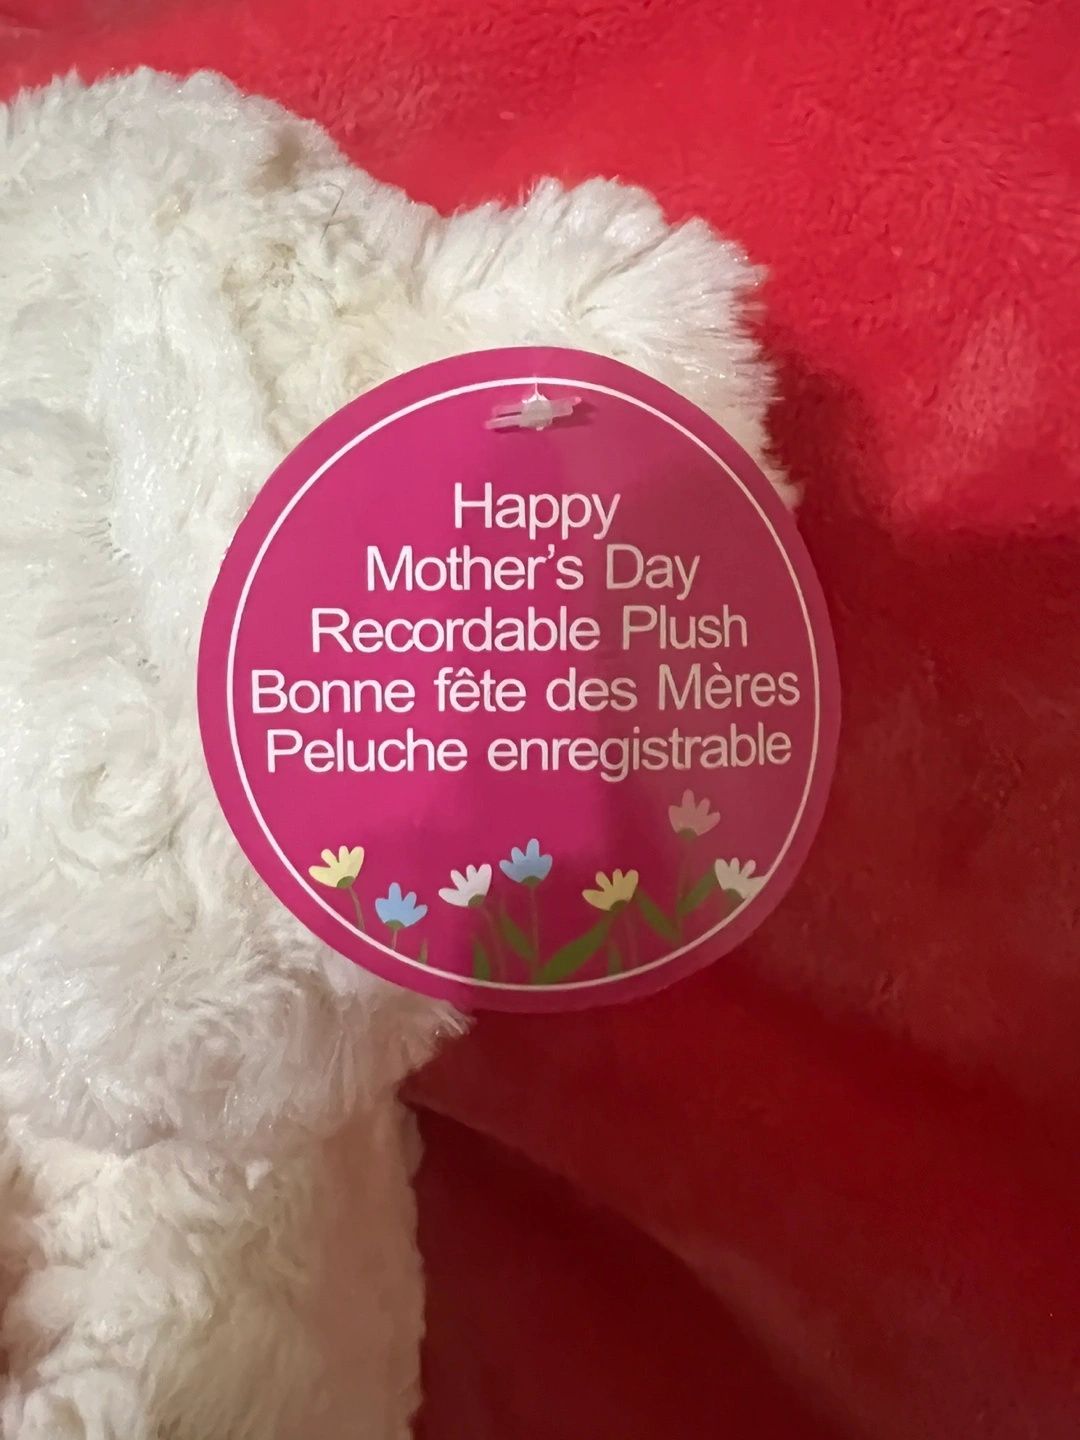 Happy
Mother's Day
Recordable Plush
Bonne fête des Mères
Peluche enregistrable